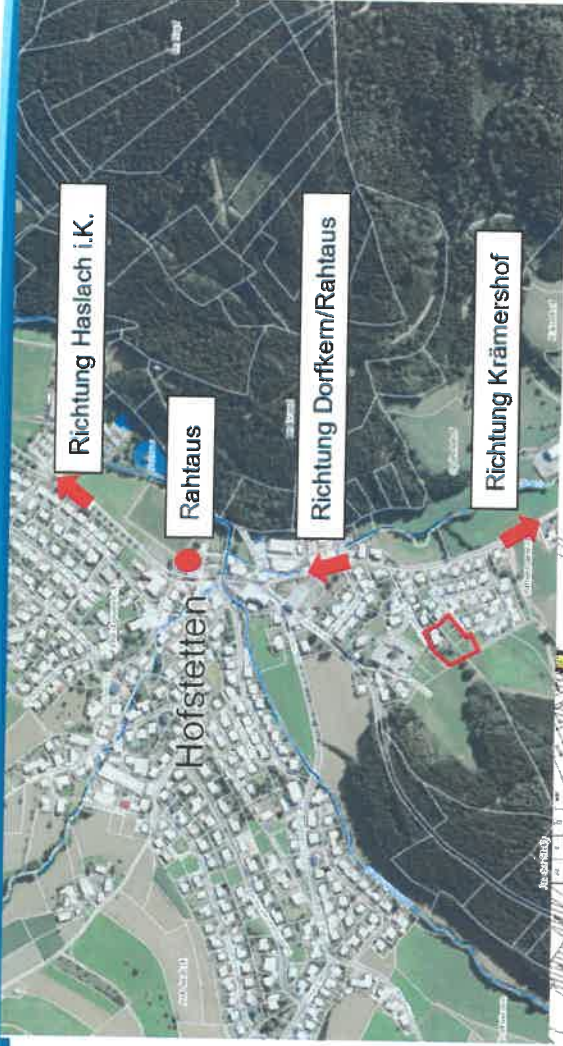 Richtung Haslach i.K.
Rahtaus
Hofstetten
Richtung Dorfkern/Rahtaus
Richtung Krämershof